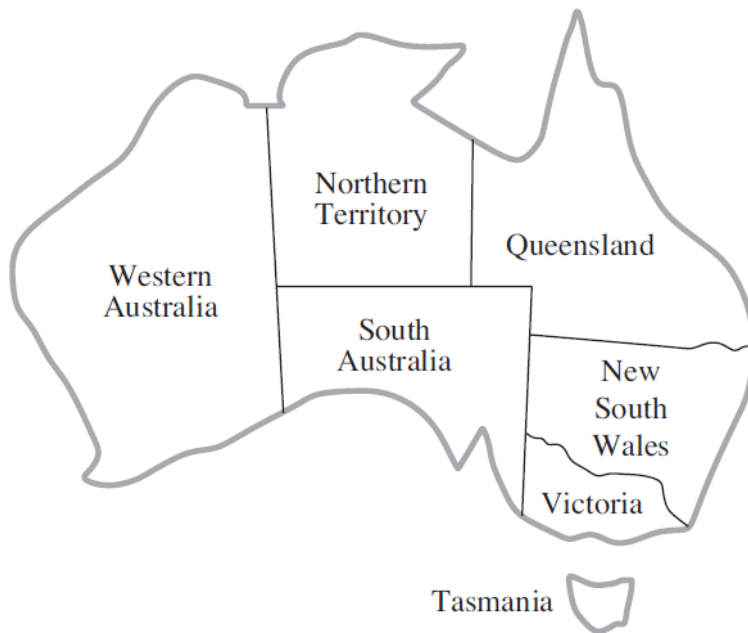 Northern
Territory
Queensland
Western
Australia
South
Australia
New
South
Wales
Victoria
Tasmania